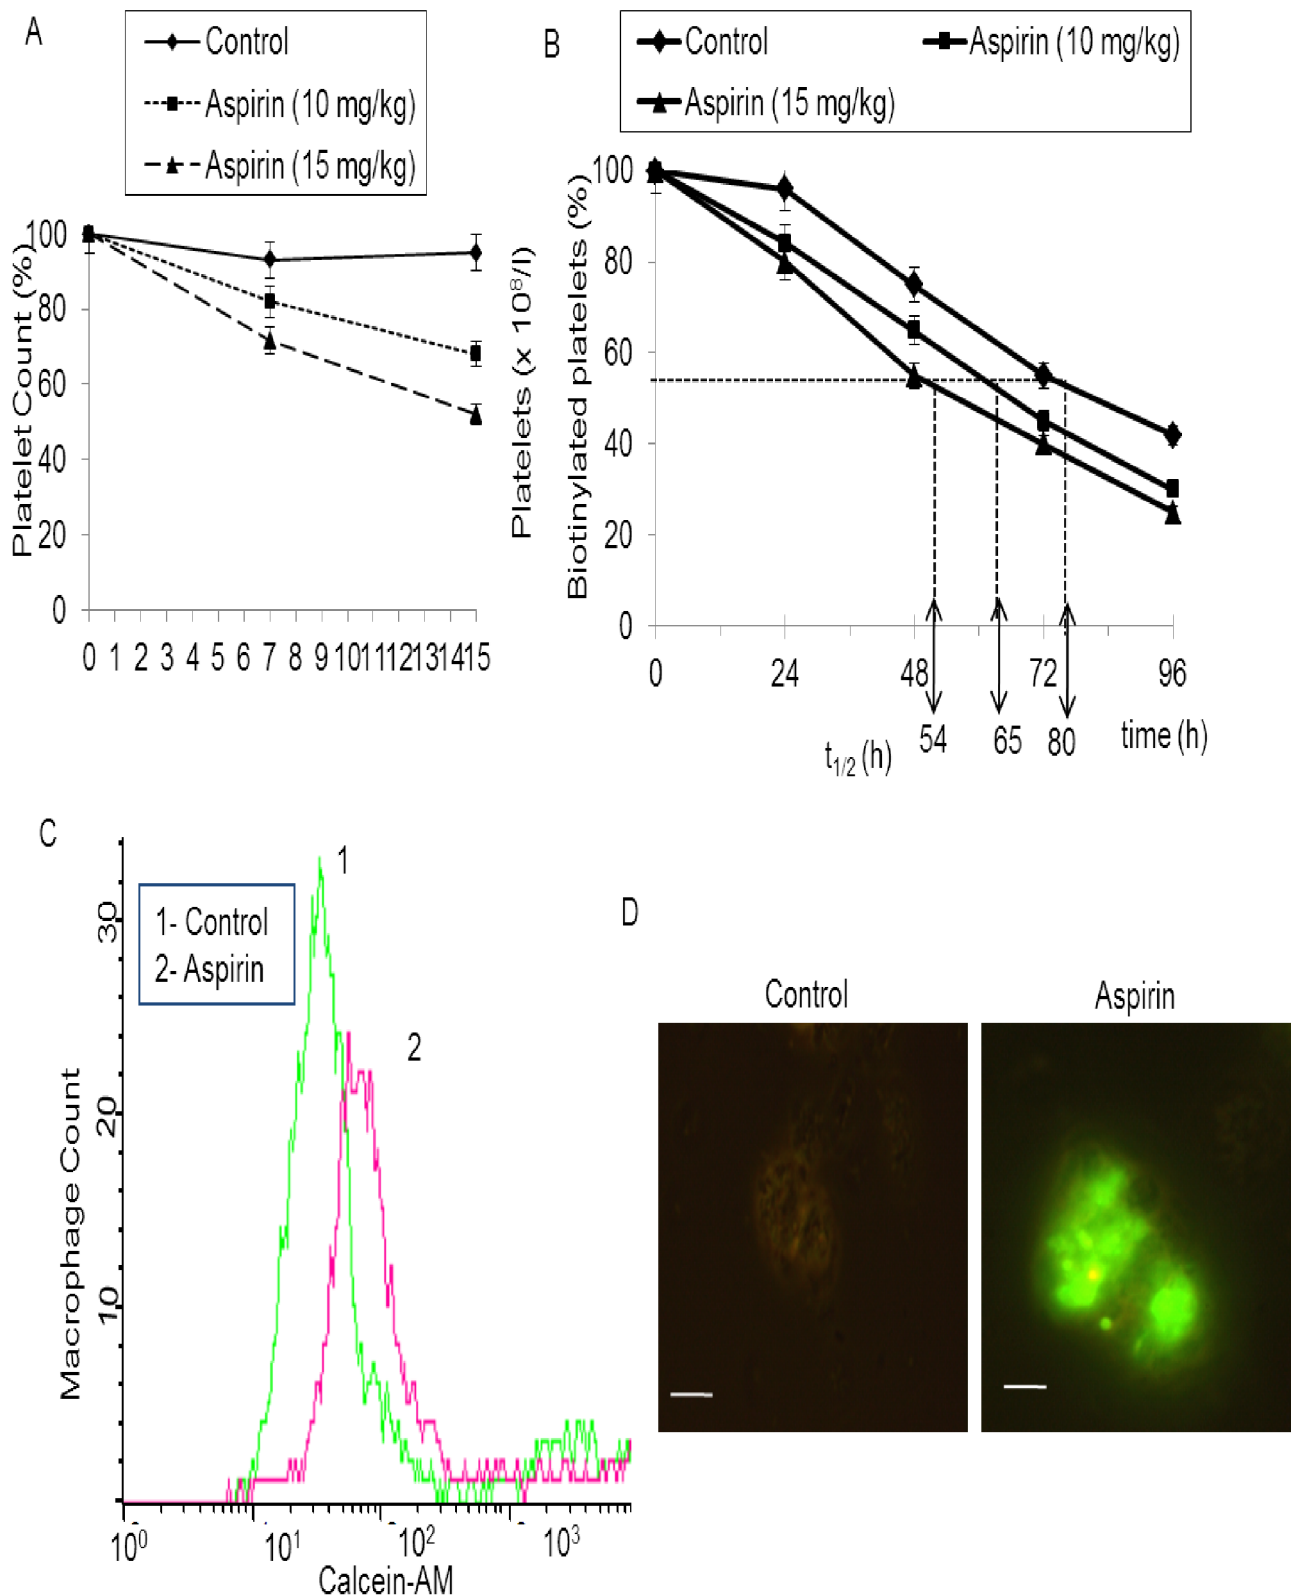 A
Control
Aspirin (10 mg/kg)
Aspirin (15 mg/kg)
Platelet Count (%)
100
80
60
40
20
0
0 1 2 3 4 5 6 7 8 9 10 11 12 13 14 15
B
Control
Aspirin (10 mg/kg)
Aspirin (15 mg/kg)
Platelets (x 10⁸/l)
Biotinylated platelets (%)
100
80
60
40
20
0
0 24 48 72 96
t1/2 (h) 54 65 80 time (h)
C
1
1- Control
2- Aspirin
2
Macrophage Count
30
20
10
10⁰ 10¹ 10² 10³
Calcein-AM
D
Control
Aspirin